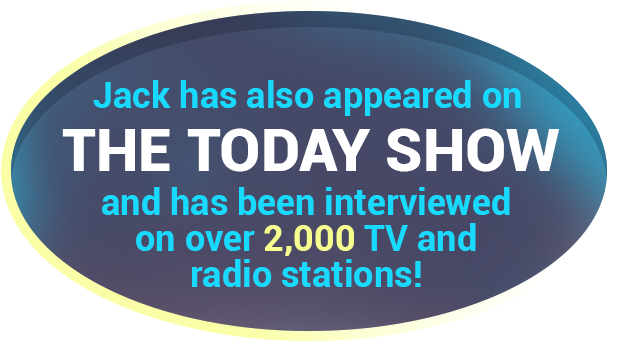 Jack has also appeared on
THE TODAY SHOW
and has been interviewed
on over 2,000 TV and
radio stations!